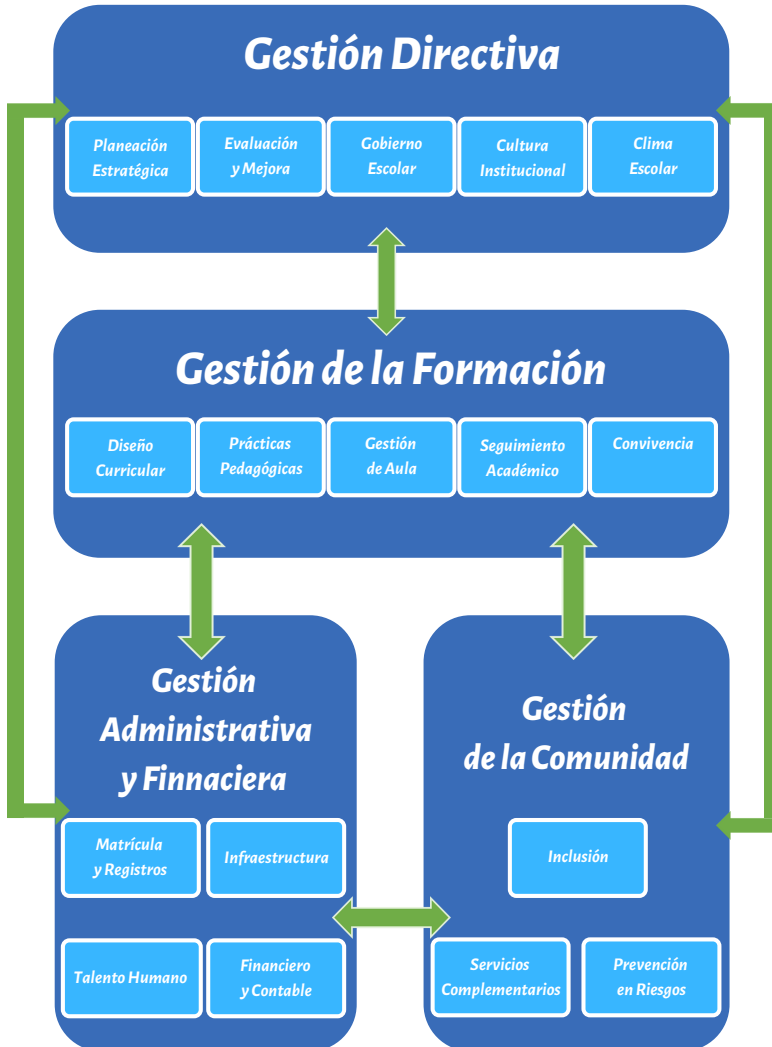 Gestión Directiva
Planeación
Estratégica
Evaluación
y Mejora
Gobierno
Escolar
Cultura
Institucional
Clima
Escolar
Gestión de la Formación
Diseño
Curricular
Prácticas
Pedagógicas
Gestión
de Aula
Seguimiento
Académico
Convivencia
Gestión
Administrativa
y Finnaciera
Matrícula
y Registros
Infraestructura
Talento Humano
Financiero
y Contable
Gestión
de la Comunidad
Inclusión
Servicios
Complementarios
Prevención
en Riesgos